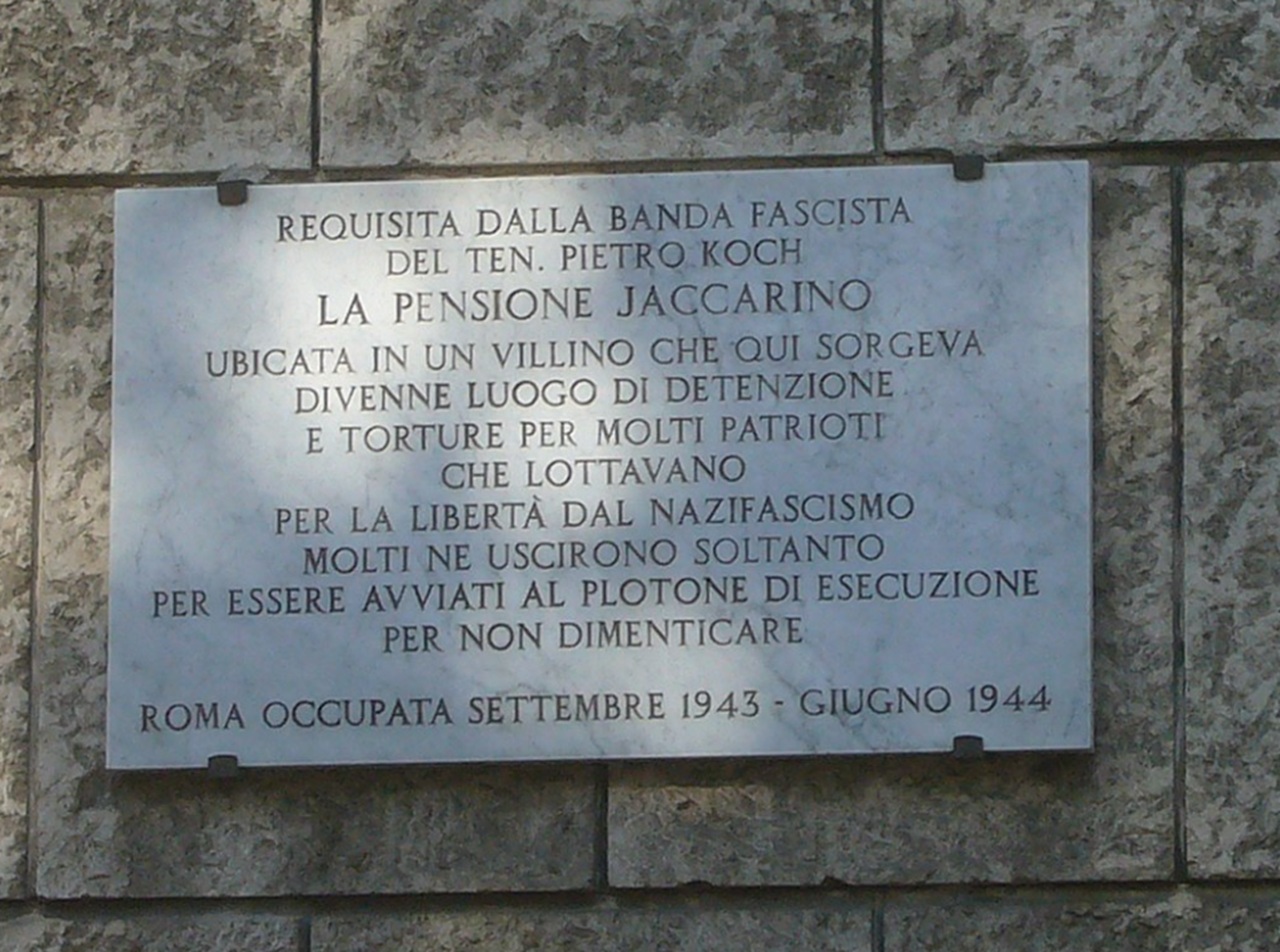 REQUISITA DALLA BANDA FASCISTA
DEL TEN. PIETRO KOCH
LA PENSIONE JACCARINO
UBICATA IN UN VILLINO CHE QUI SORGEVA
DIVENNE LUOGO DI DETENZIONE
E TORTURE PER MOLTI PATRIOTI
CHE LOTTAVANO
PER LA LIBERTÀ DAL NAZIFASCISMO
MOLTI NE USCIRONO SOLTANTO
PER ESSERE AVVIATI AL PLOTONE DI ESECUZIONE
PER NON DIMENTICARE
ROMA OCCUPATA SETTEMBRE 1943 - GIUGNO 1944